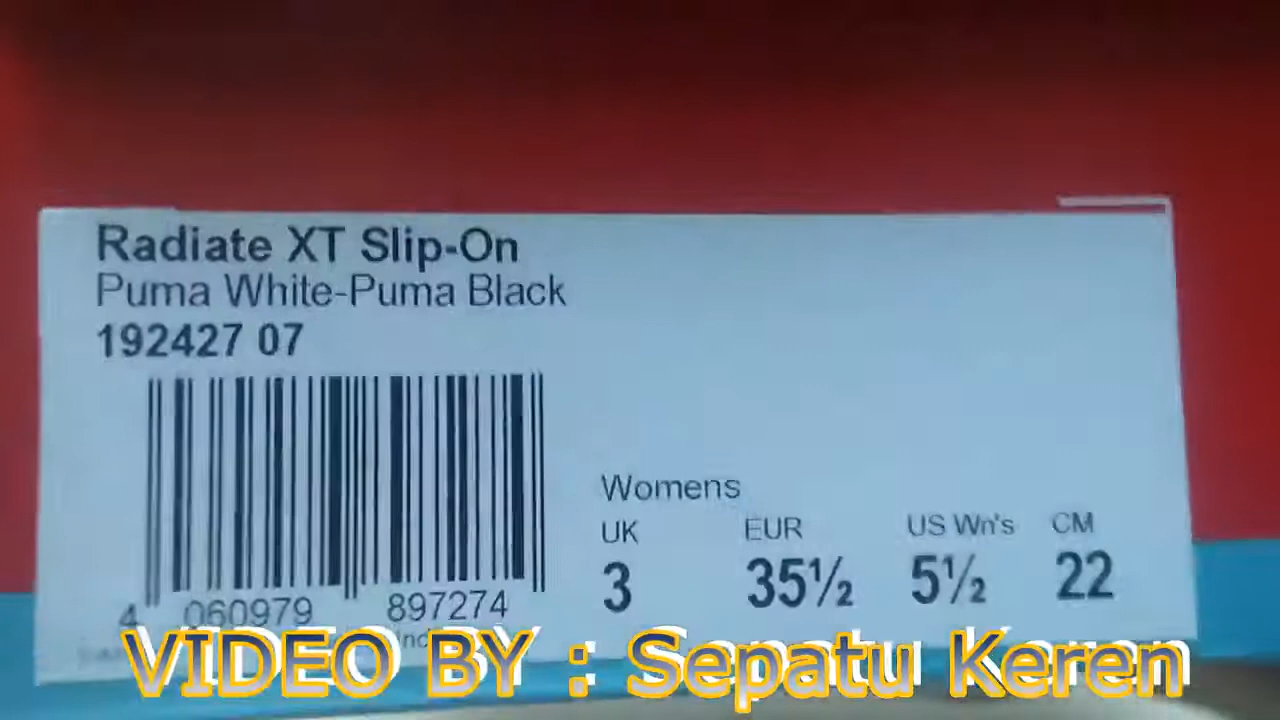 Radiate XT Slip-On
Puma White-Puma Black
192427 07
Womens
UK EUR US Wn's CM
3 35½ 5½ 22
4 060979 897274
VIDEO BY : Sepatu Keren